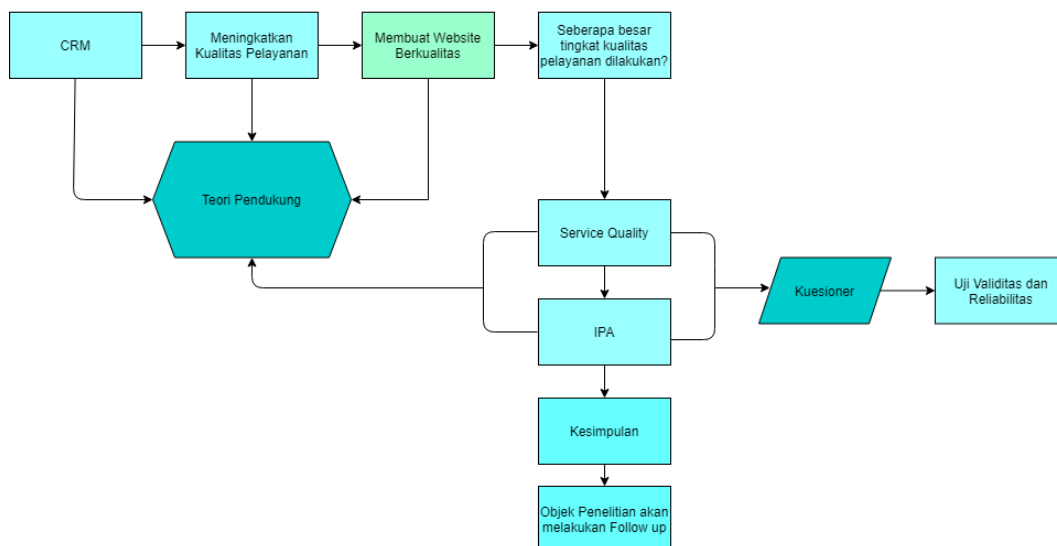 CRM
Meningkatkan
Kualitas Pelayanan
Membuat Website
Berkualitas
Seberapa besar
tingkat kualitas
pelayanan dilakukan?
Teori Pendukung
Service Quality
Kuesioner
Uji Validitas dan
Reliabilitas
IPA
Kesimpulan
Objek Penelitian akan
melakukan Follow up